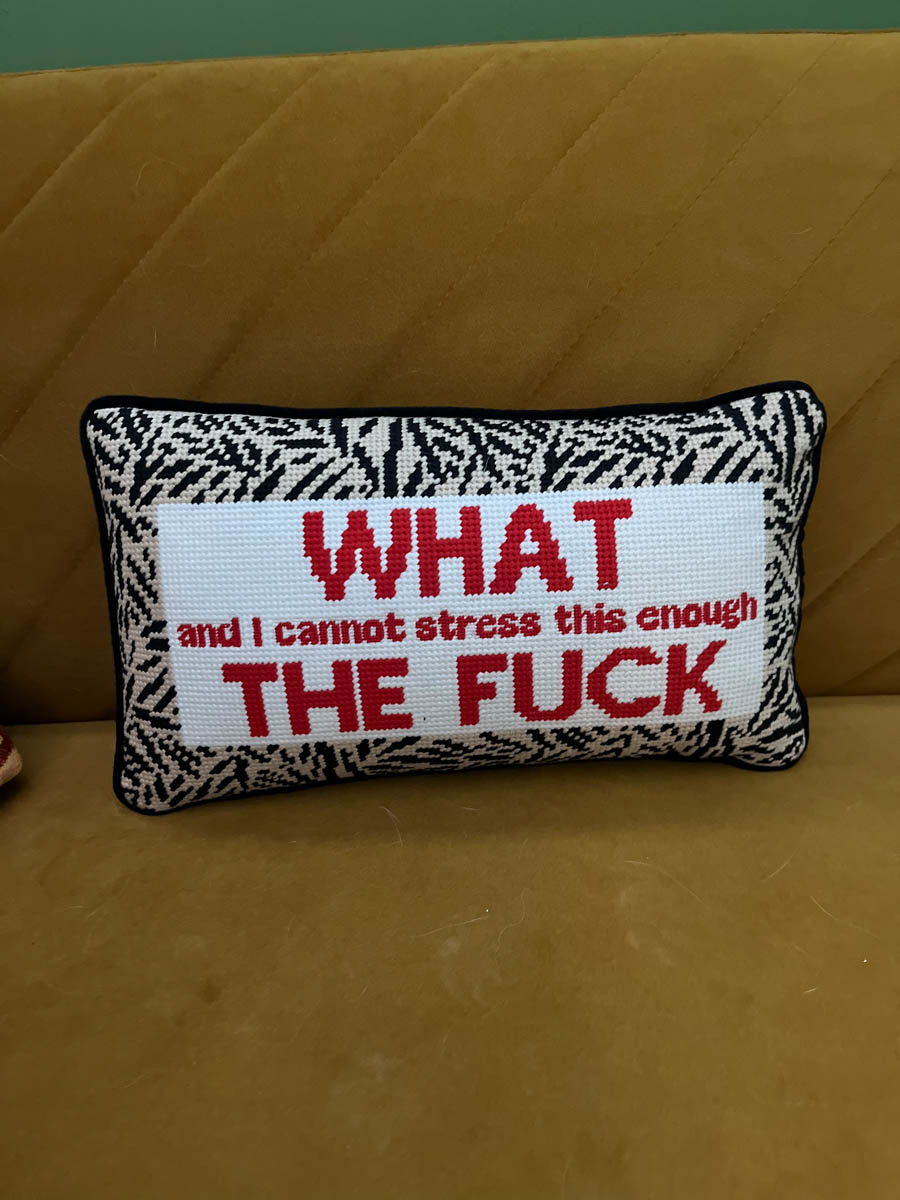 WHAT
and I cannot stress this enough
THE FUCK